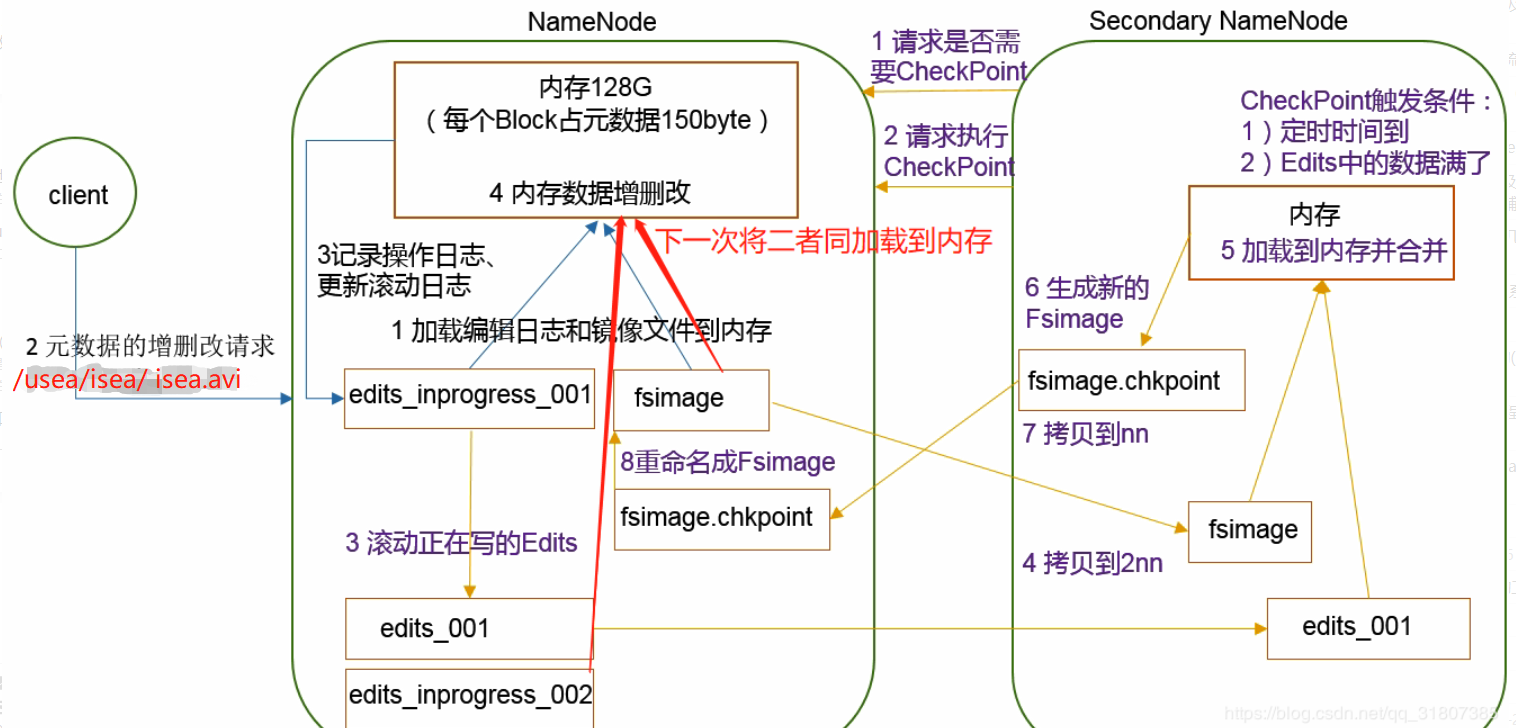 NameNode
Secondary NameNode
内存128G
（每个Block占元数据150byte）
4 内存数据增删改
1 请求是否需
要CheckPoint
2 请求执行
CheckPoint
CheckPoint触发条件：
1）定时时间到
2）Edits中的数据满了
client
内存
5 加载到内存并合并
下一次将二者同加载到内存
3记录操作日志、
更新滚动日志
6 生成新的
Fsimage
1 加载编辑日志和镜像文件到内存
2 元数据的增删改请求
/usea/isea/ isea.avi
edits_inprogress_001
fsimage
fsimage.chkpoint
7 拷贝到nn
8重命名成Fsimage
fsimage.chkpoint
3 滚动正在写的Edits
fsimage
4 拷贝到2nn
edits_001
edits_001
edits_inprogress_002